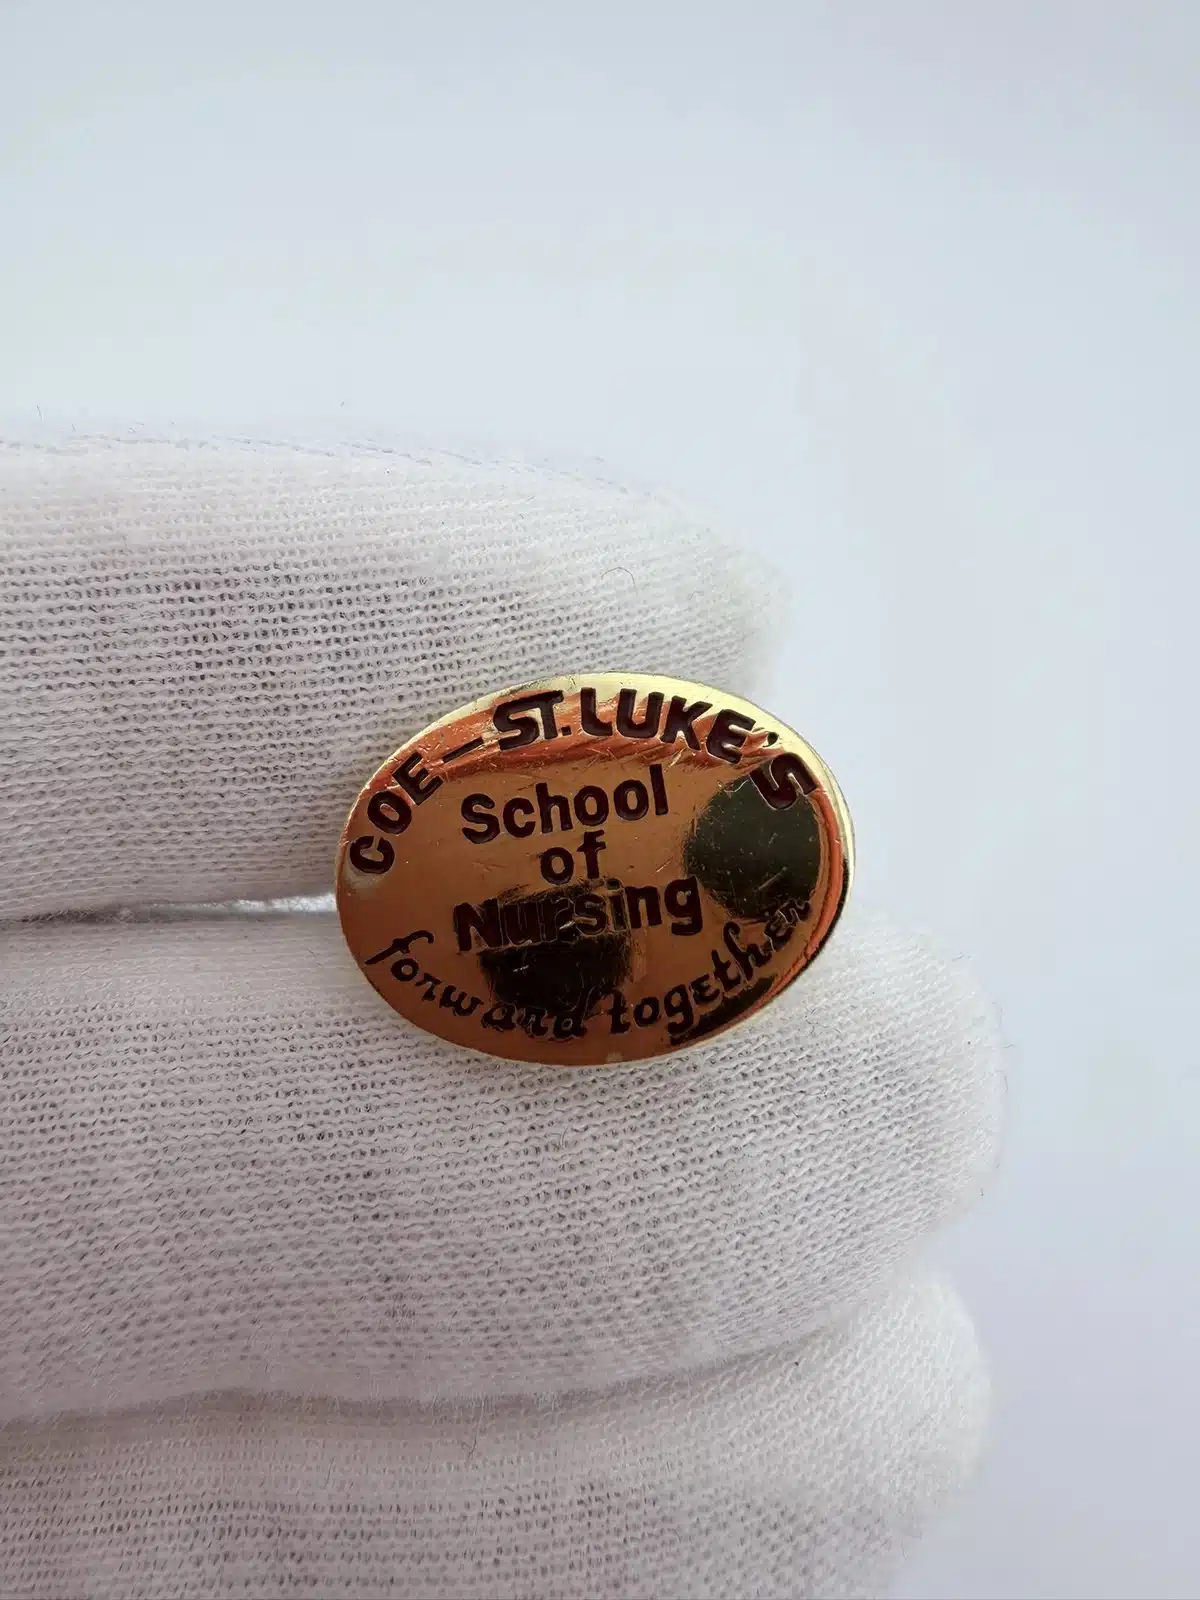 COE-ST. LUKE'S
School
of
Nursing
forward together